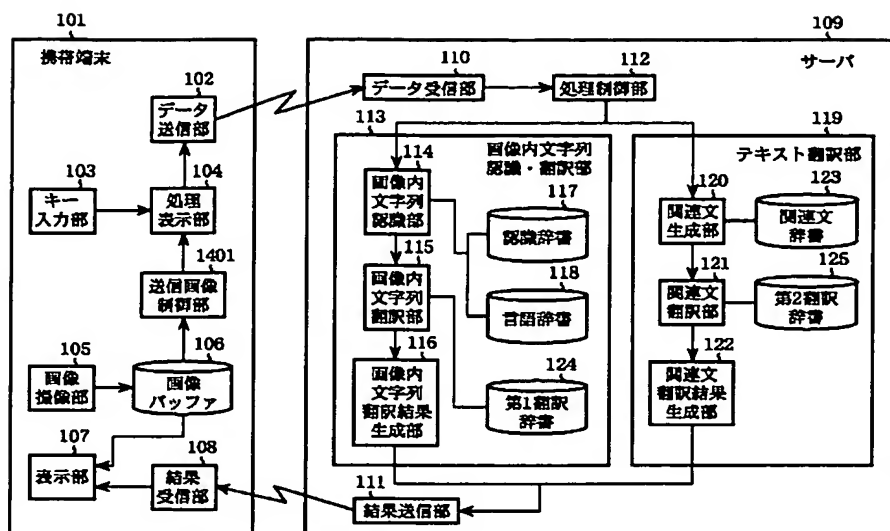 101
携帯端末
102
データ
送信部
103
キー
入力部
104
処理
表示部
1401
送信画像
制御部
105
画像
撮像部
106
画像
バッファ
107
表示部
108
結果
受信部
109
サーバ
110
データ受信部
112
処理制御部
113
画像内文字列
認識・翻訳部
114
画像内
文字列
認識部
115
画像内
文字列
翻訳部
116
画像内
文字列
翻訳結果
生成部
117
認識辞書
118
言語辞書
124
第1翻訳
辞書
119
テキスト翻訳部
120
関連文
生成部
121
関連文
翻訳部
122
関連文
翻訳結果
生成部
123
関連文
辞書
125
第2翻訳
辞書
111
結果送信部